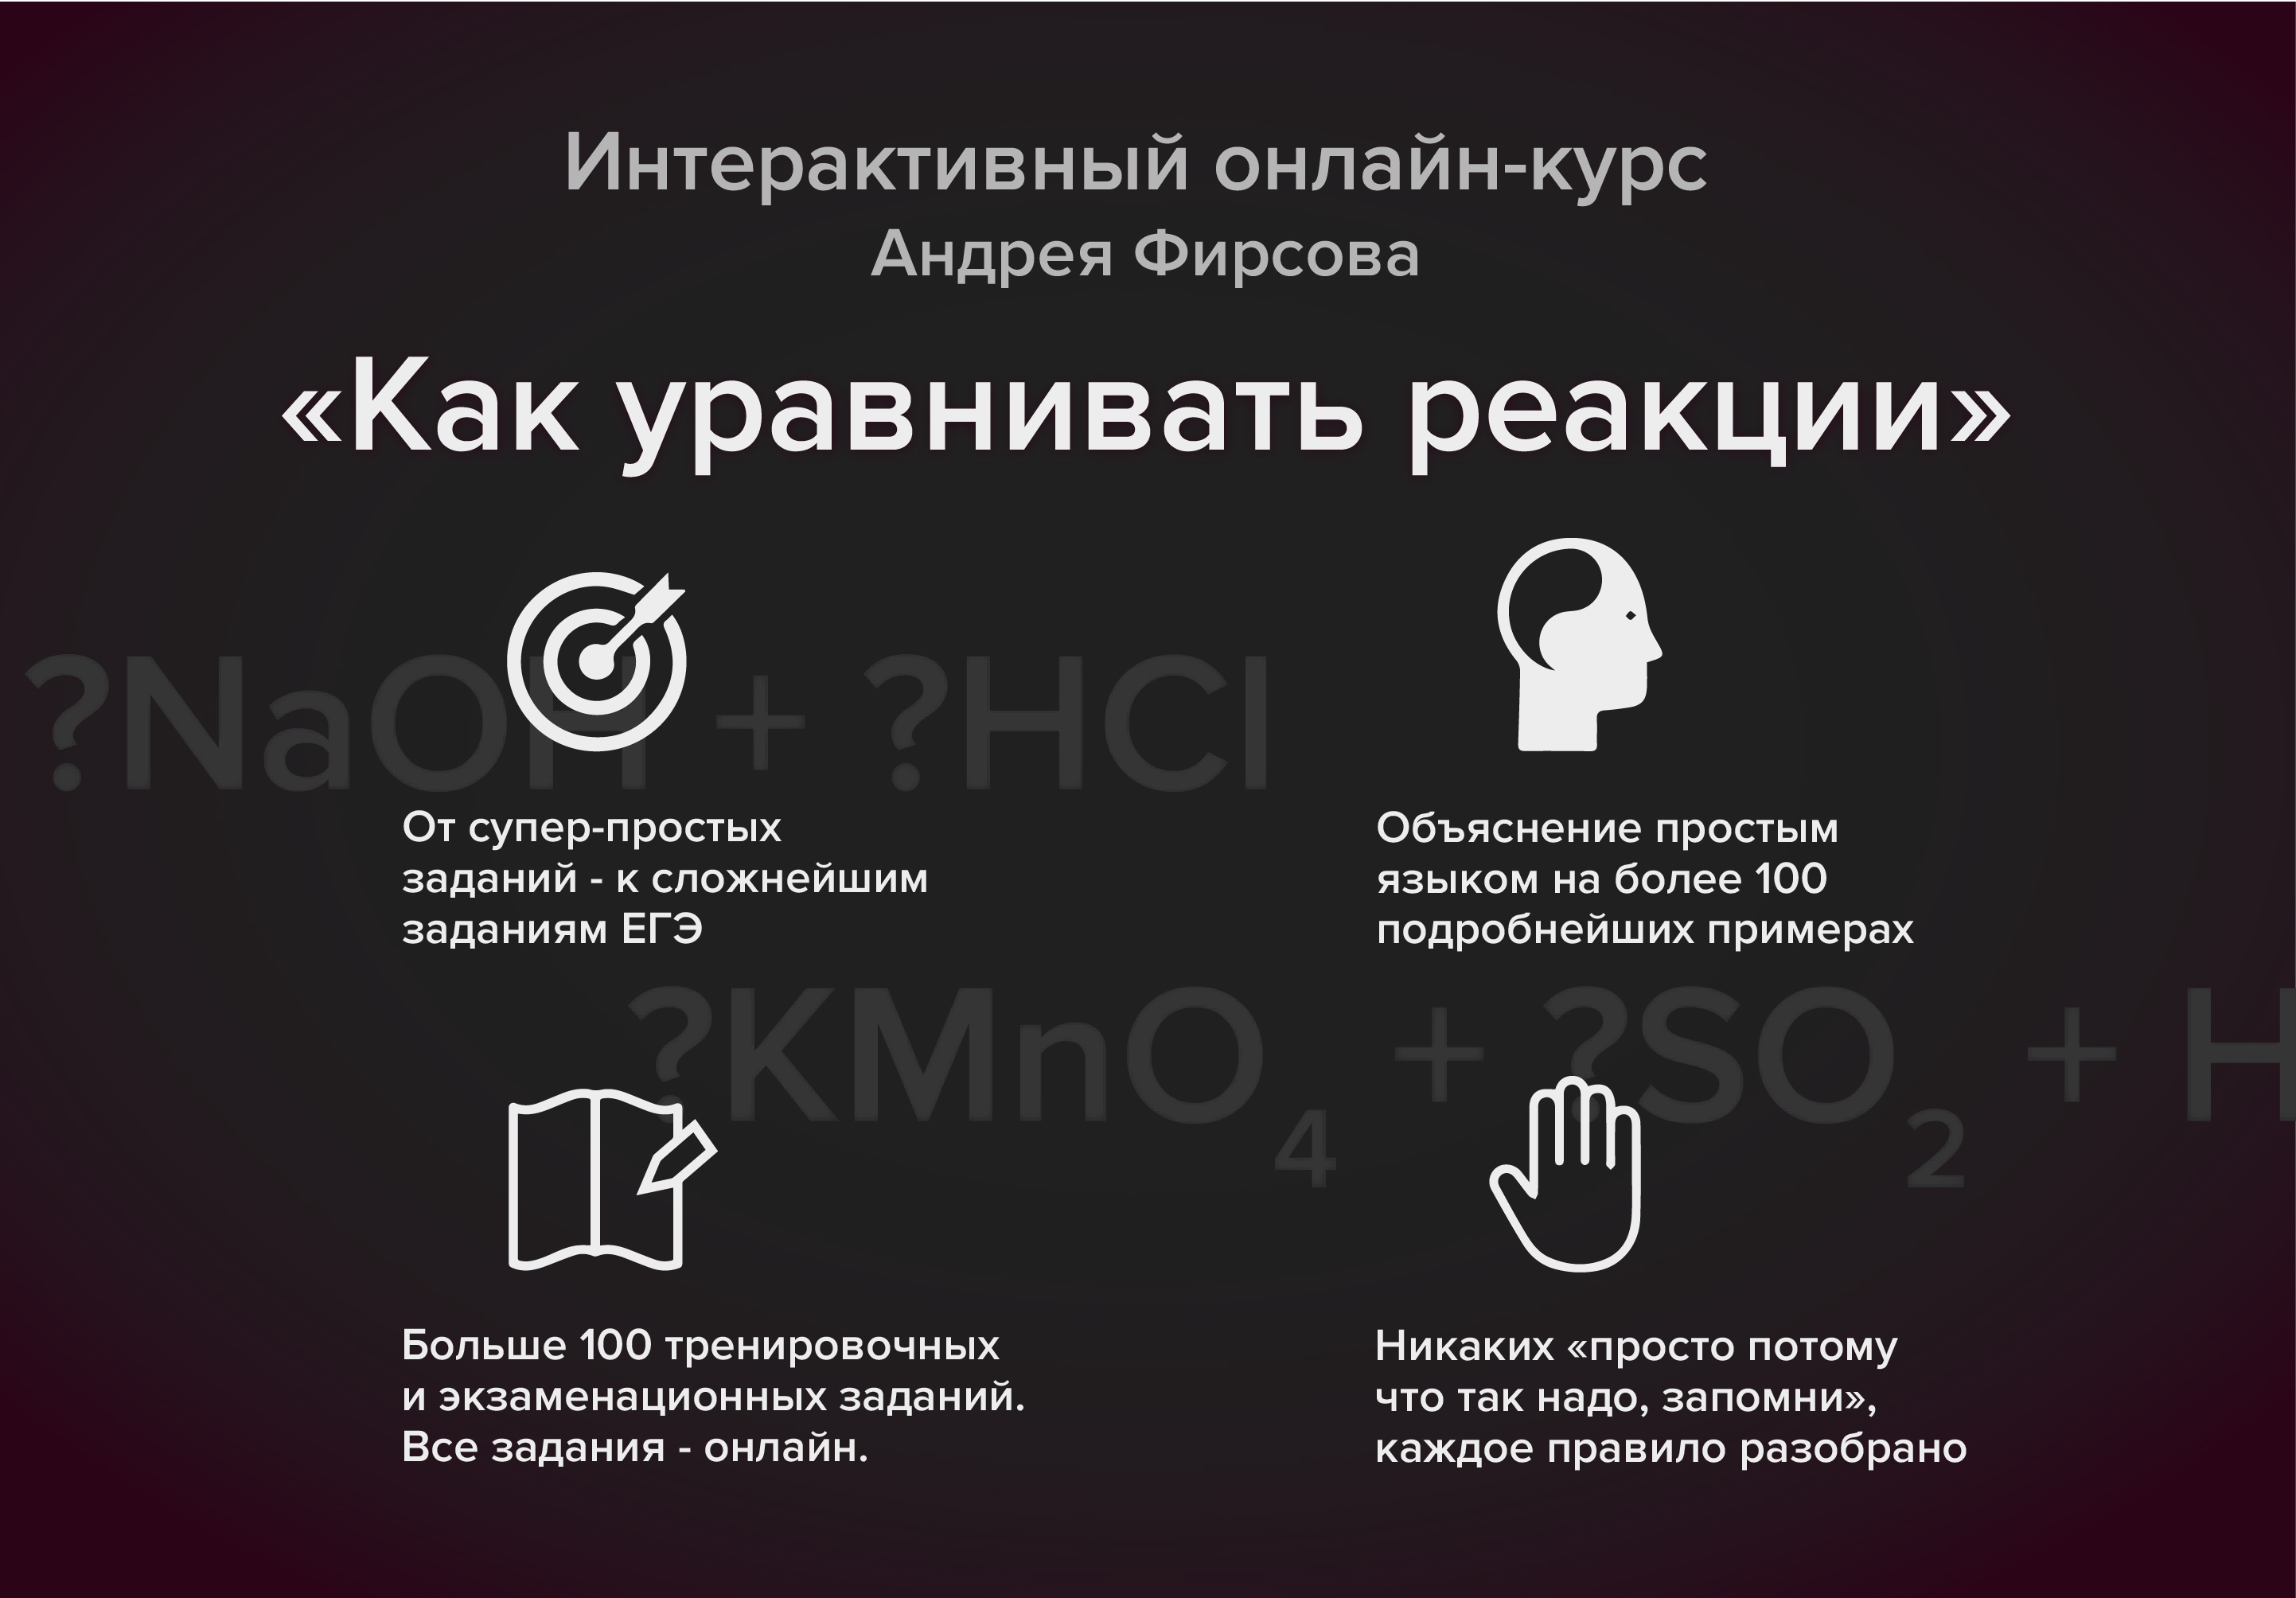 Интерактивный онлайн-курс
Андрея Фирсова
«Как уравнивать реакции»
?NaOH + ?HCl
От супер-простых
заданий - к сложнейшим
заданиям ЕГЭ
Объяснение простым
языком на более 100
подробнейших примерах
?KMnO₄ + ?SO₂ + H
Больше 100 тренировочных
и экзаменационных заданий.
Все задания - онлайн.
Никаких «просто потому
что так надо, запомни»,
каждое правило разобрано